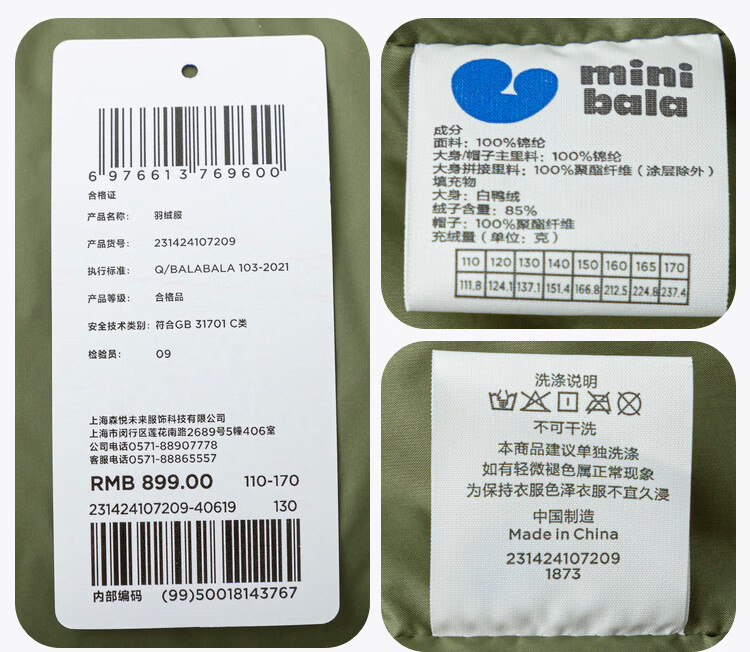 6 976613 769600
合格证
产品名称: 羽绒服
产品货号: 231424107209
执行标准: Q/BALABALA 103-2021
产品等级: 合格品
安全技术类别: 符合GB 31701 C类
检验员: 09
上海森悦未来服饰科技有限公司
上海市闵行区莲花南路2689号5幢406室
公司电话0571-88907778
客服电话0571-88865557
RMB 899.00 110-170
231424107209-40619 130
内部编码 (99)50018143767
mini
bala
成分
面料: 100%锦纶
大身/帽子主里料: 100%锦纶
大身拼接里料: 100%聚酯纤维(涂层除外)
填充物
大身: 白鸭绒
绒子含量: 85%
帽子: 100%聚酯纤维
充绒量(单位: 克)
110 120 130 140 150 160 165 170
111.8 124.1 137.1 151.4 166.8 212.5 224.8 237.4
洗涤说明
不可干洗
本商品建议单独洗涤
如有轻微褪色属正常现象
为保持衣服色泽衣服不宜久浸
中国制造
Made in China
231424107209
1873